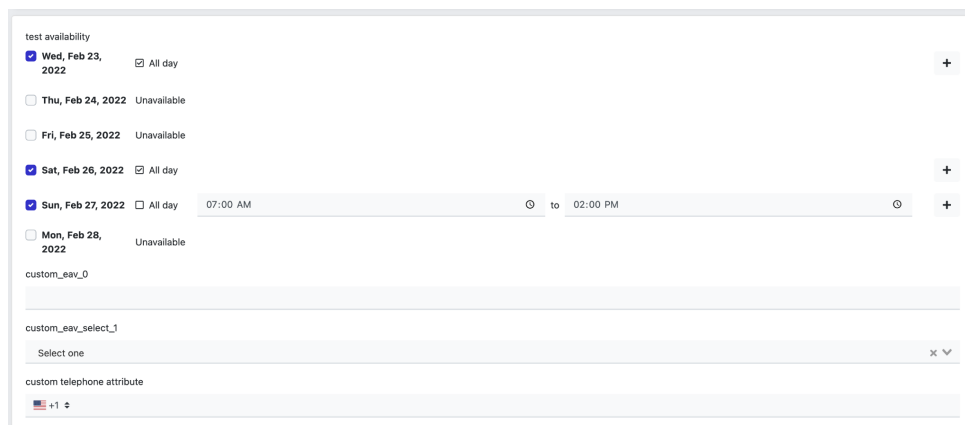 test availability
Wed, Feb 23,
2022
All day
Thu, Feb 24, 2022 Unavailable
Fri, Feb 25, 2022 Unavailable
Sat, Feb 26, 2022 All day
Sun, Feb 27, 2022 All day 07:00 AM to 02:00 PM
Mon, Feb 28,
2022
Unavailable
custom_eav_0
custom_eav_select_1
Select one
custom telephone attribute
+1